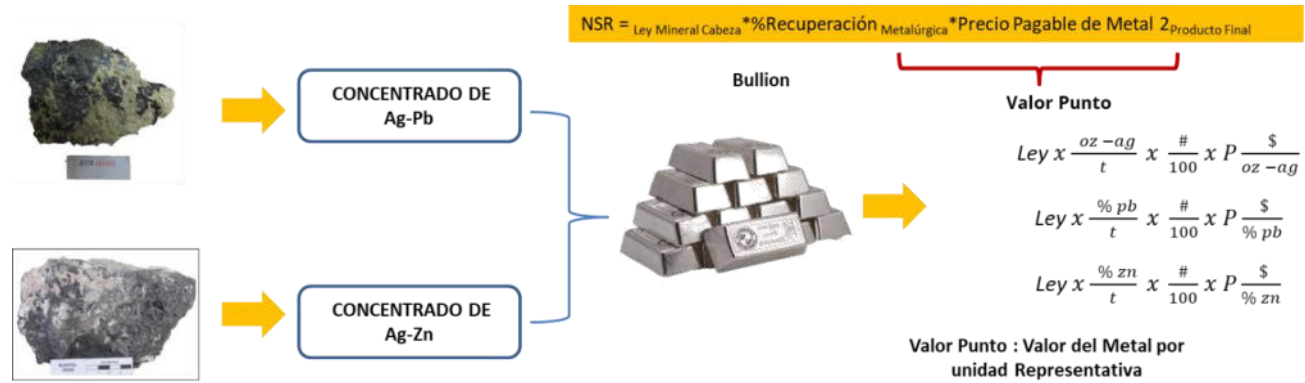 NSR = Ley Mineral Cabeza*%Recuperación Metalúrgica*Precio Pagable de Metal 2Producto Final
Bullion
Valor Punto
CONCENTRADO DE
Ag-Pb
Ley x oz – ag / t x # / 100 x P $ / oz – ag
Ley x % pb / t x # / 100 x P $ / % pb
Ley x % zn / t x # / 100 x P $ / % zn
CONCENTRADO DE
Ag-Zn
Valor Punto : Valor del Metal por
unidad Representativa